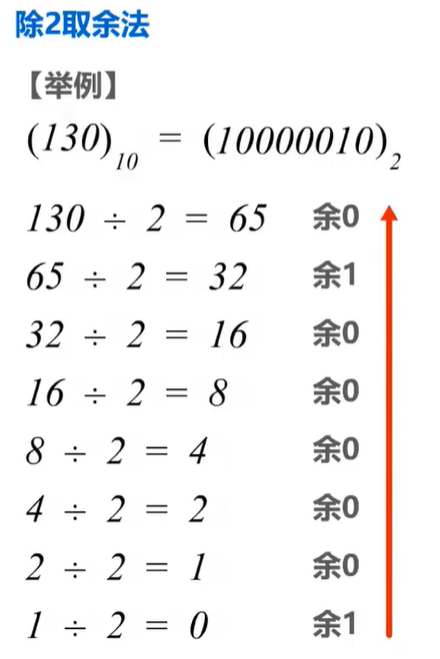 除2取余法
【举例】
(130)₁₀ = (10000010)₂
130 ÷ 2 = 65 余0
65 ÷ 2 = 32 余1
32 ÷ 2 = 16 余0
16 ÷ 2 = 8 余0
8 ÷ 2 = 4 余0
4 ÷ 2 = 2 余0
2 ÷ 2 = 1 余0
1 ÷ 2 = 0 余1